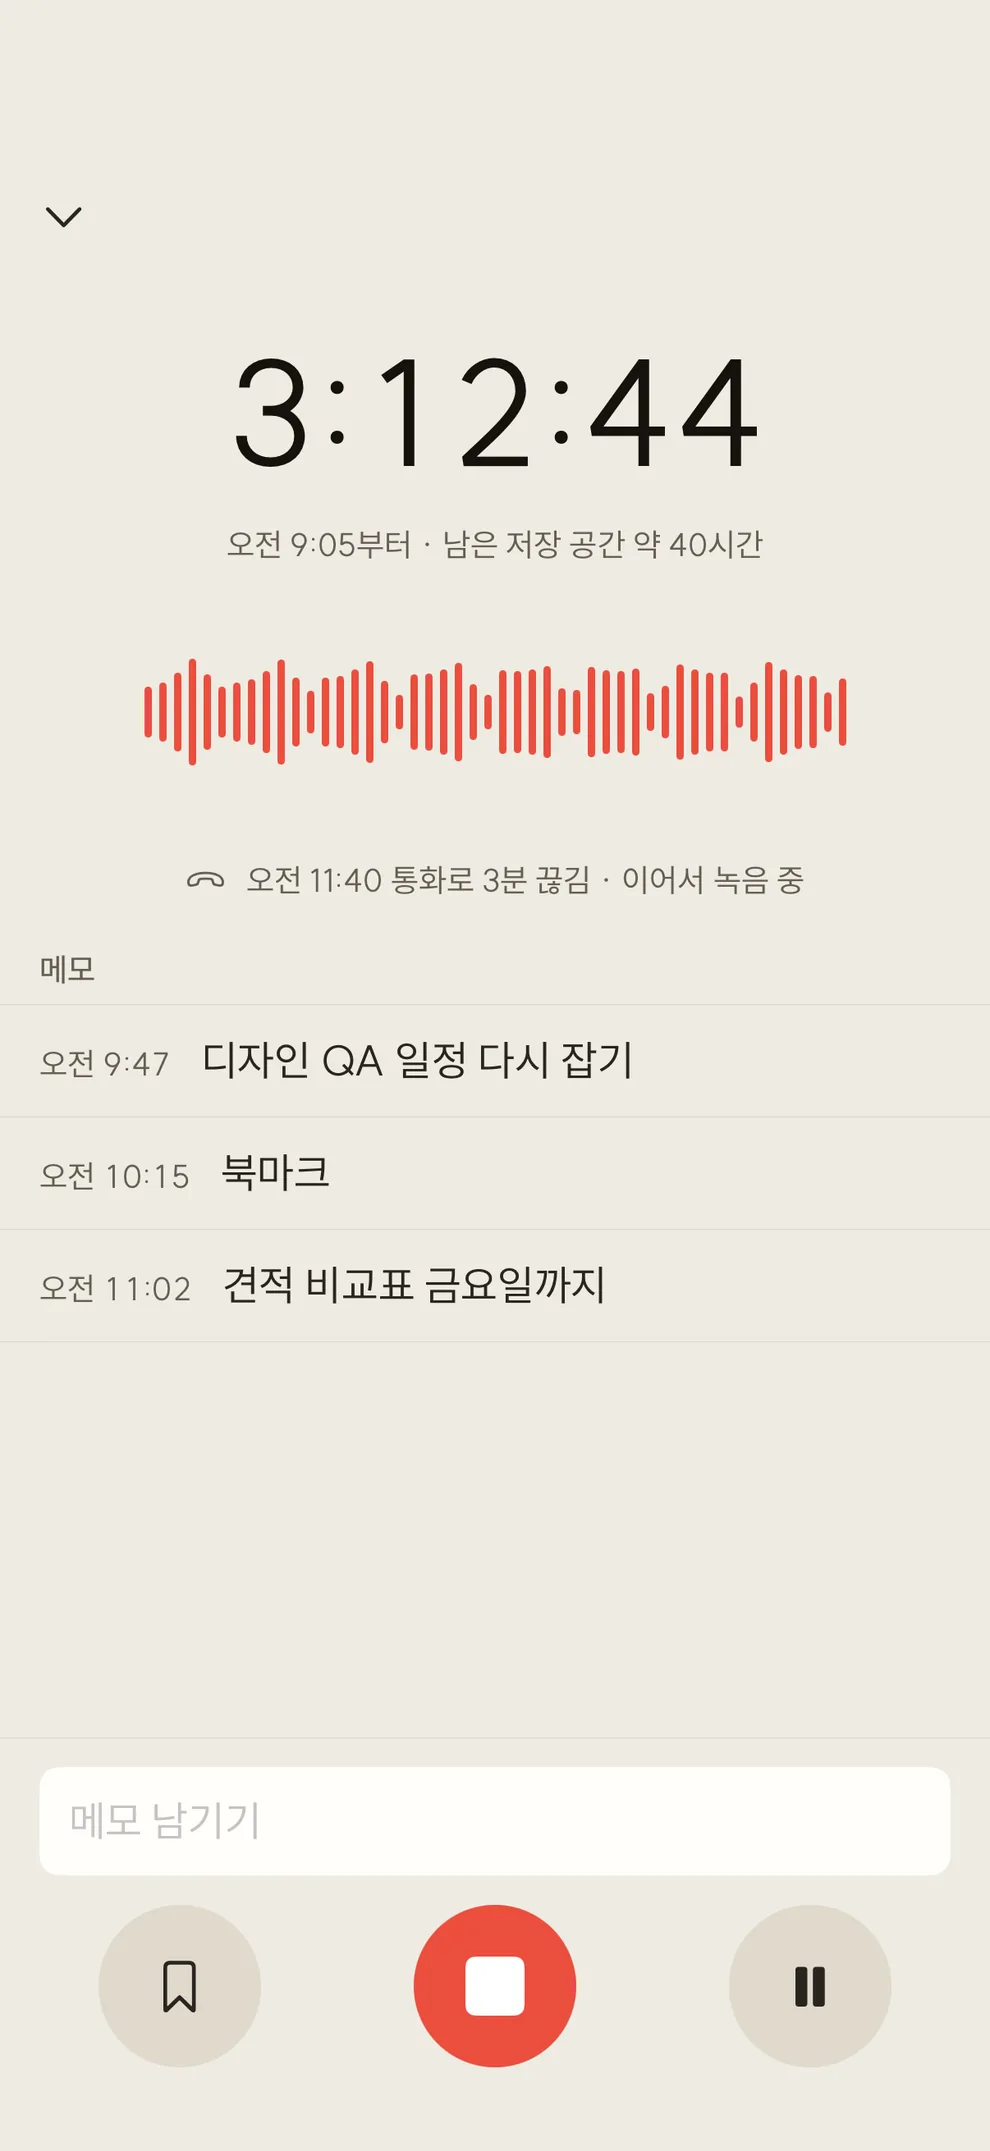 3:12:44
오전 9:05부터 · 남은 저장 공간 약 40시간
오전 11:40 통화로 3분 끊김 · 이어서 녹음 중
메모
오전 9:47 디자인 QA 일정 다시 잡기
오전 10:15 북마크
오전 11:02 견적 비교표 금요일까지
메모 남기기